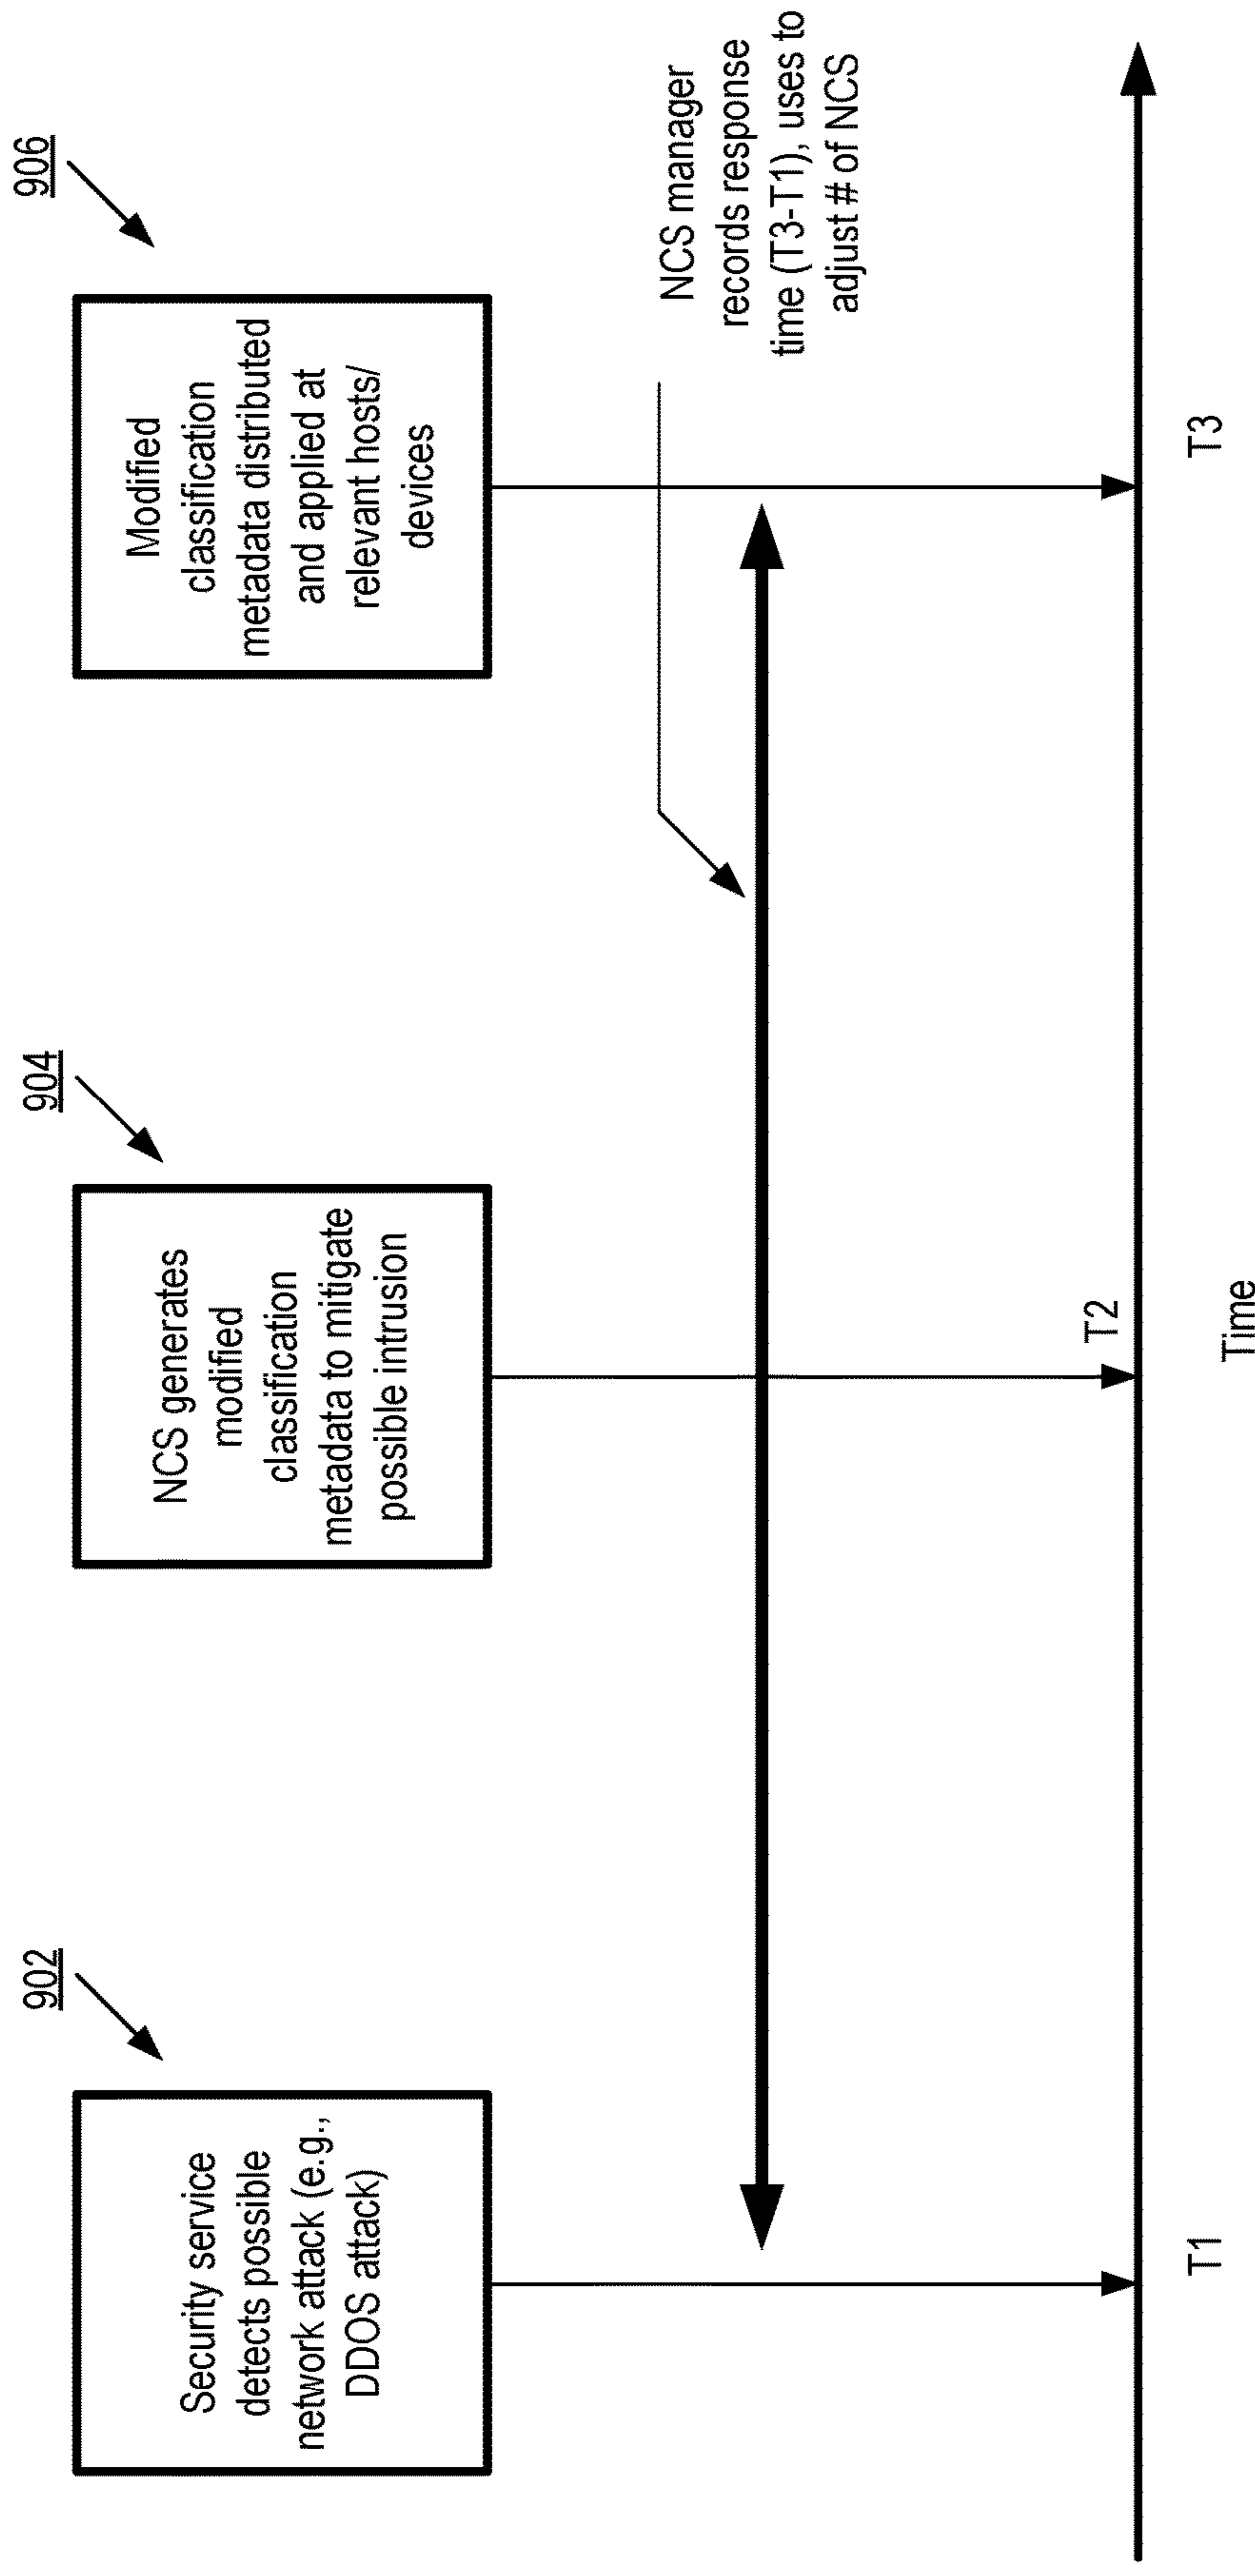 902
Security service
detects possible
network attack (e.g.,
DDOS attack)
904
NCS generates
modified
classification
metadata to mitigate
possible intrusion
906
Modified
classification
metadata distributed
and applied at
relevant hosts/
devices
NCS manager
records response
time (T3-T1), uses to
adjust # of NCS
T1
T2
T3
Time